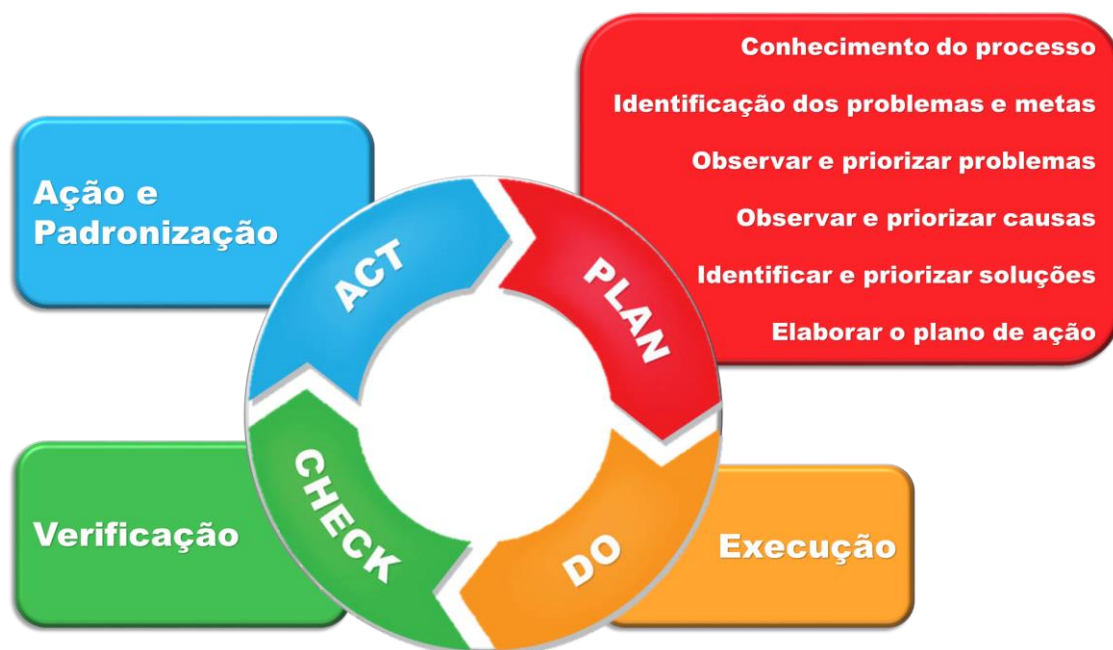 Conhecimento do processo
Identificação dos problemas e metas
Observar e priorizar problemas
Observar e priorizar causas
Identificar e priorizar soluções
Elaborar o plano de ação
Ação e
Padronização
ACT
PLAN
CHECK
DO
Verificação
Execução